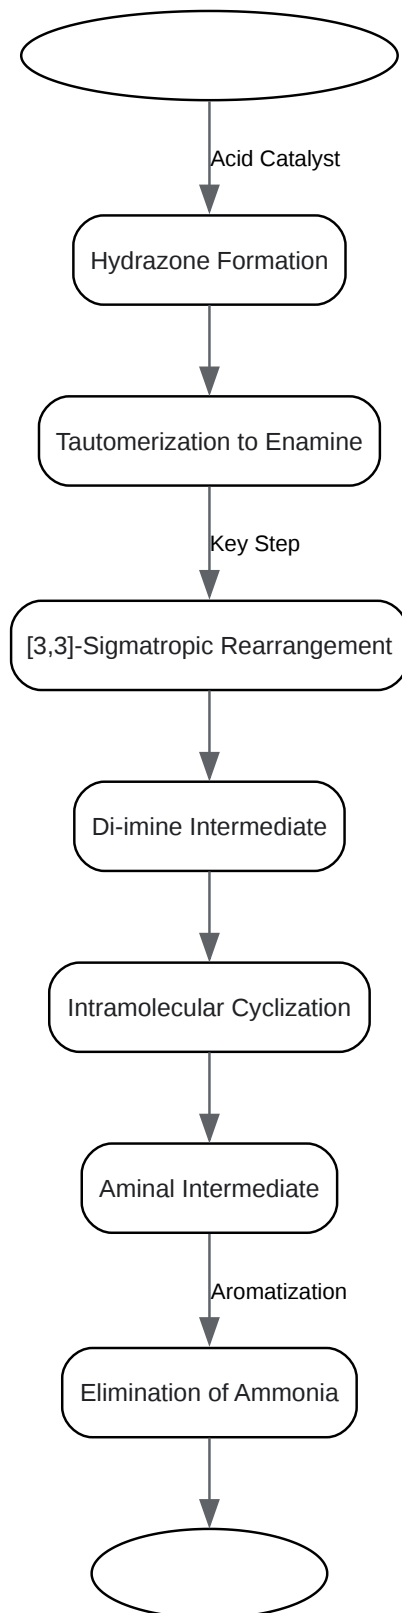 Acid Catalyst
Hydrazone Formation
Tautomerization to Enamine
Key Step
[3,3]-Sigmatropic Rearrangement
Di-imine Intermediate
Intramolecular Cyclization
Aminal Intermediate
Aromatization
Elimination of Ammonia